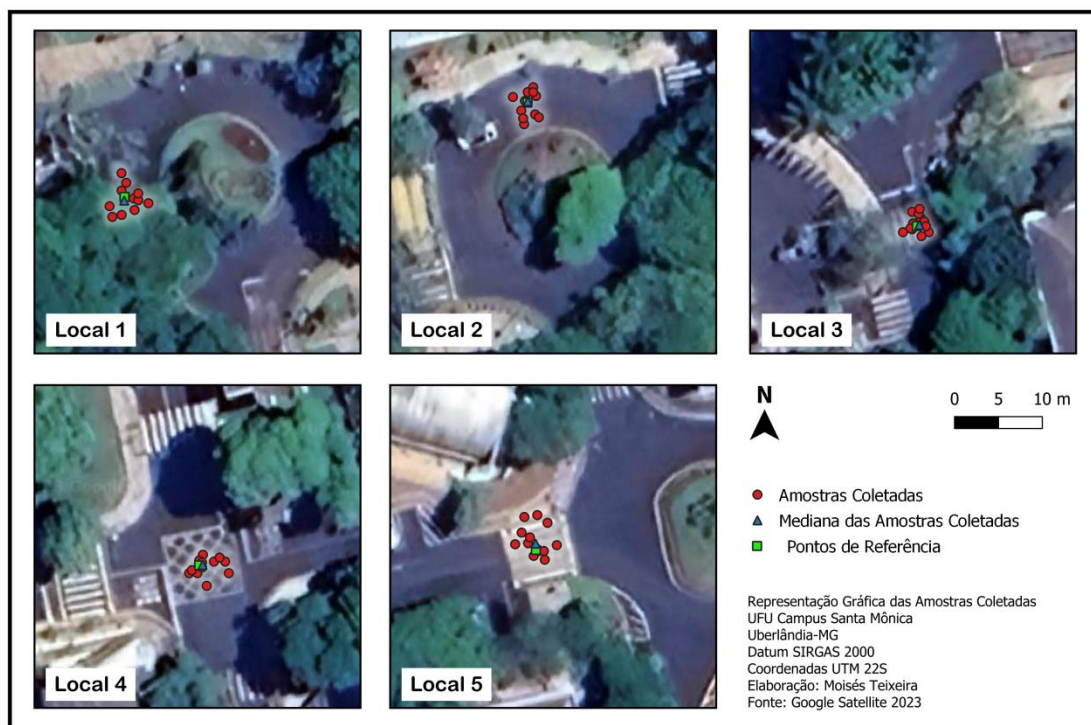 Local 1
Local 2
Local 3
Local 4
Local 5
N
0 5 10 m
Amostras Coletadas
Mediana das Amostras Coletadas
Pontos de Referência
Representação Gráfica das Amostras Coletadas
UFU Campus Santa Mônica
Uberlândia-MG
Datum SIRGAS 2000
Coordenadas UTM 22S
Elaboração: Moisés Teixeira
Fonte: Google Satellite 2023